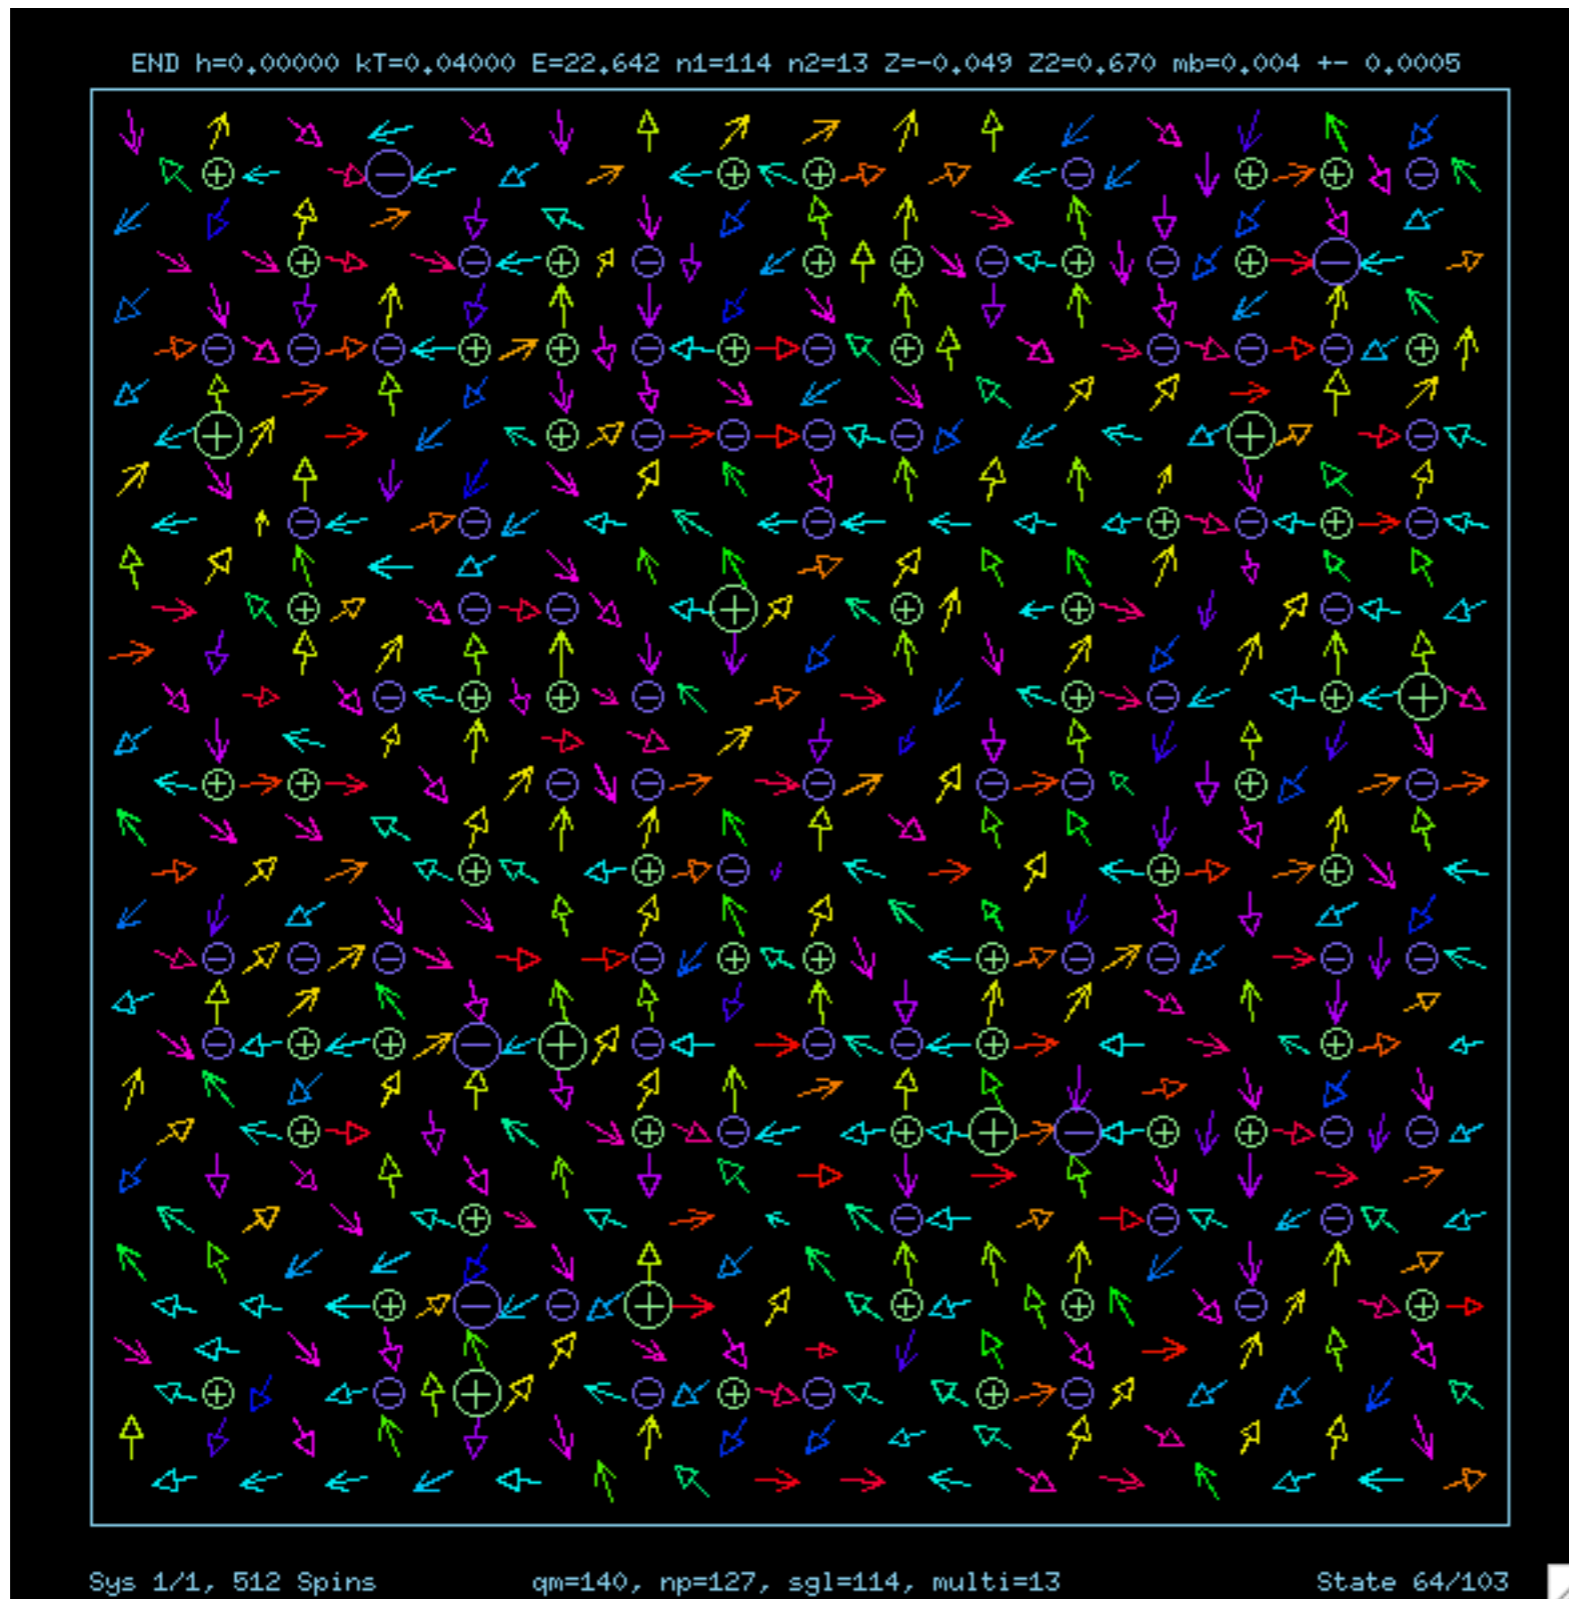 END h=0.00000 kT=0.04000 E=22.642 n1=114 n2=13 Z=-0.049 Z2=0.670 mb=0.004 +- 0.0005
Sys 1/1, 512 Spins qm=140, np=127, sgl=114, multi=13 State 64/103